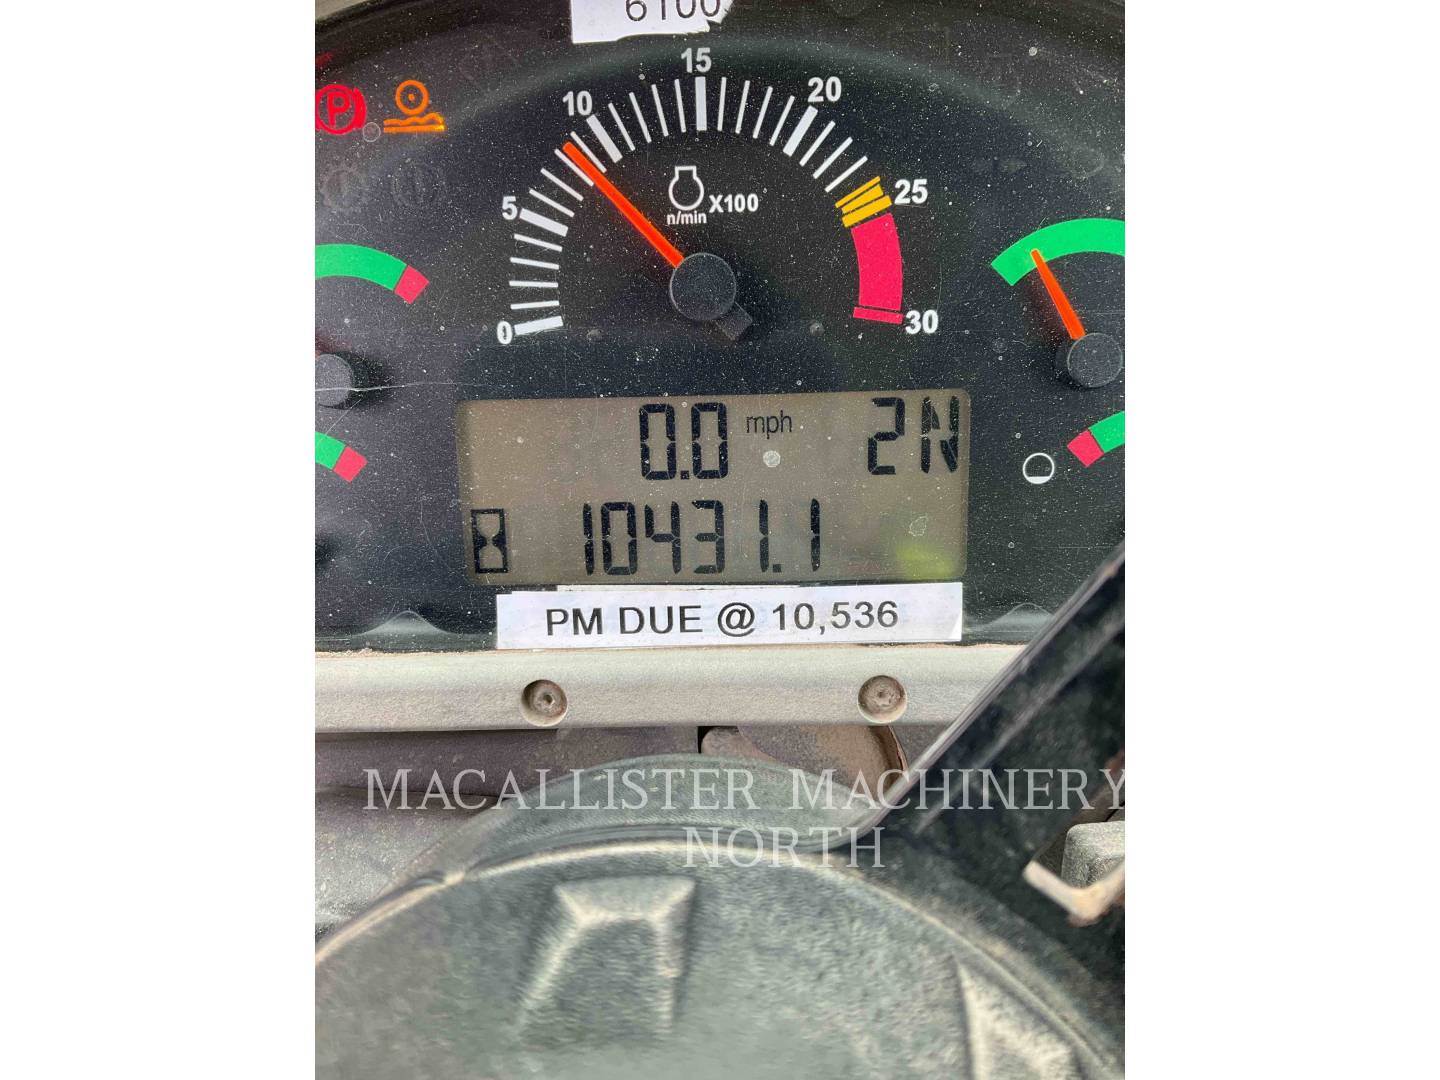 6100
15
10
20
P
5
25
n/min X100
0
30
0.0 mph 2N
10431.1
PM DUE @ 10,536
MACALLISTER MACHINERY
NORTH